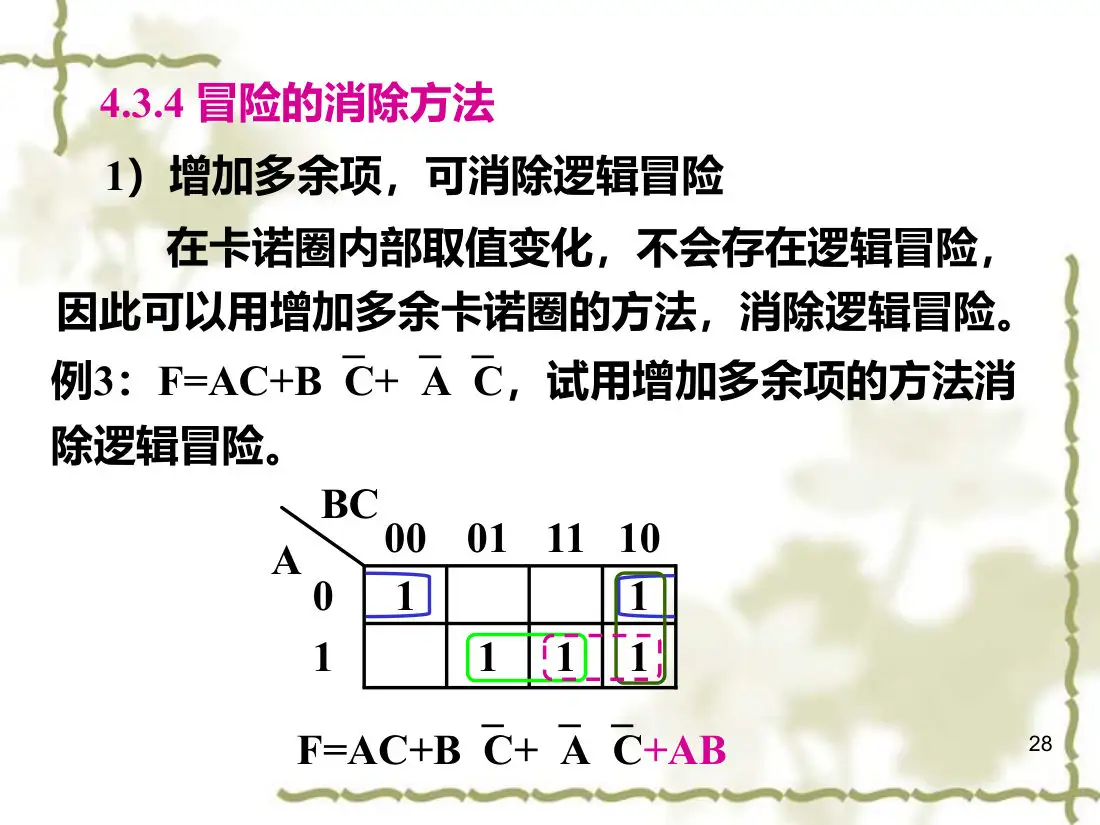 4.3.4 冒险的消除方法
1）增加多余项，可消除逻辑冒险
在卡诺圈内部取值变化，不会存在逻辑冒险，
因此可以用增加多余卡诺圈的方法，消除逻辑冒险。
例3：F=AC+B C̅+ A̅ C̅，试用增加多余项的方法消
除逻辑冒险。
BC
00 01 11 10
A
0 1 1
1 1 1 1
F=AC+B C̅+ A̅ C̅+AB
28